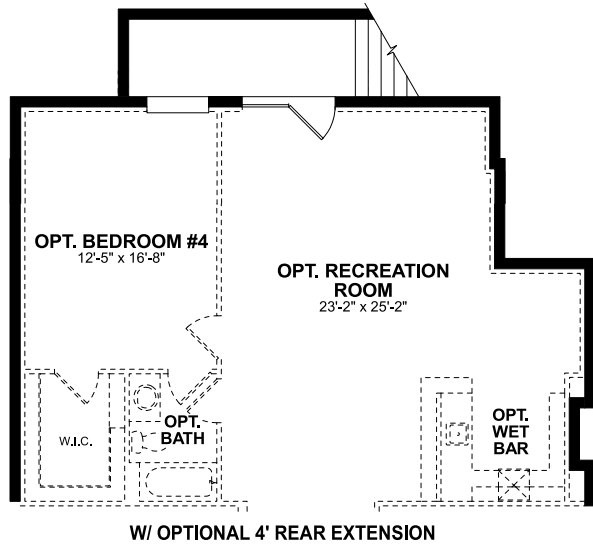 OPT. BEDROOM #4
12'-5" x 16'-8"
OPT. RECREATION
ROOM
23'-2" x 25'-2"
W.I.C.
OPT.
BATH
OPT.
WET
BAR
W/ OPTIONAL 4' REAR EXTENSION